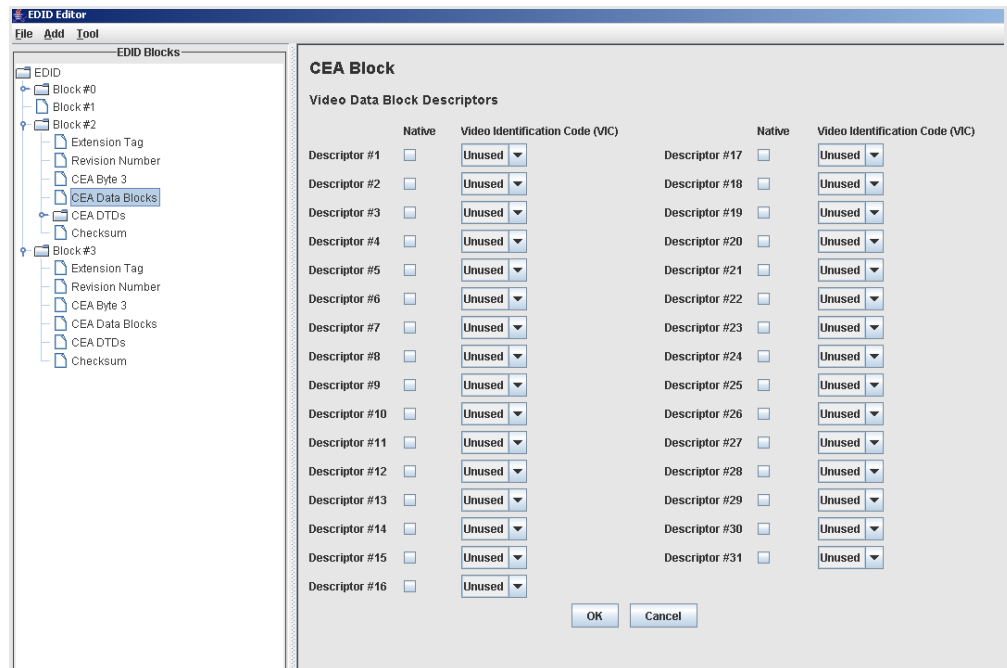 EDID Editor
File Add Tool
EDID Blocks
EDID
Block #0
Block #1
Block #2
Extension Tag
Revision Number
CEA Byte 3
CEA Data Blocks
CEA DTDs
Checksum
Block #3
Extension Tag
Revision Number
CEA Byte 3
CEA Data Blocks
CEA DTDs
Checksum
CEA Block
Video Data Block Descriptors
Native Video Identification Code (VIC) Native Video Identification Code (VIC)
Descriptor #1 Unused Descriptor #17 Unused
Descriptor #2 Unused Descriptor #18 Unused
Descriptor #3 Unused Descriptor #19 Unused
Descriptor #4 Unused Descriptor #20 Unused
Descriptor #5 Unused Descriptor #21 Unused
Descriptor #6 Unused Descriptor #22 Unused
Descriptor #7 Unused Descriptor #23 Unused
Descriptor #8 Unused Descriptor #24 Unused
Descriptor #9 Unused Descriptor #25 Unused
Descriptor #10 Unused Descriptor #26 Unused
Descriptor #11 Unused Descriptor #27 Unused
Descriptor #12 Unused Descriptor #28 Unused
Descriptor #13 Unused Descriptor #29 Unused
Descriptor #14 Unused Descriptor #30 Unused
Descriptor #15 Unused Descriptor #31 Unused
Descriptor #16 Unused
OK Cancel